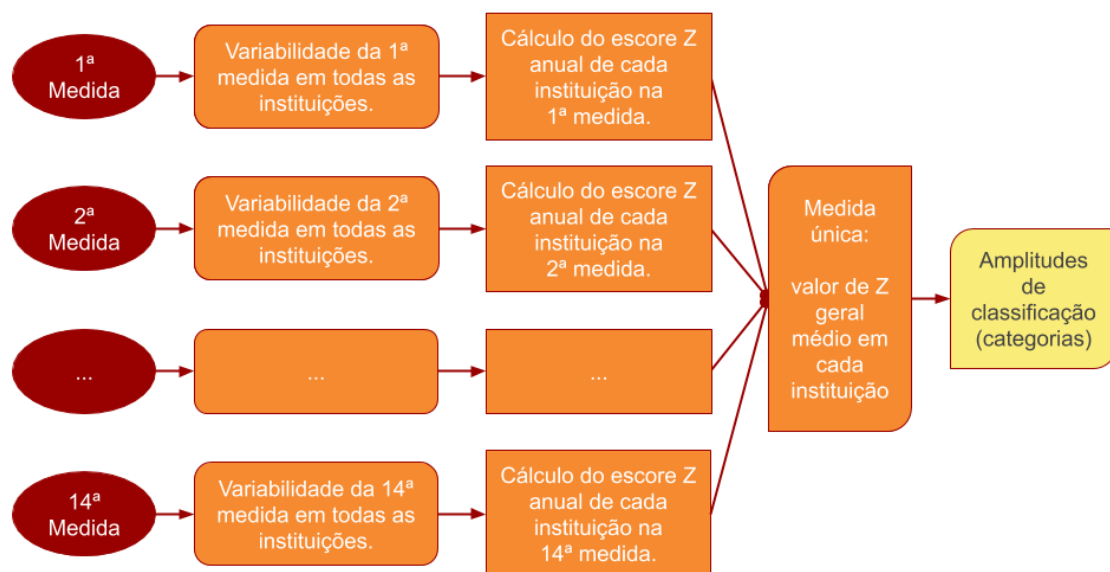 1ª
Medida
Variabilidade da 1ª
medida em todas as
instituições.
Cálculo do escore Z
anual de cada
instituição na
1ª medida.
2ª
Medida
Variabilidade da 2ª
medida em todas as
instituições.
Cálculo do escore Z
anual de cada
instituição na
2ª medida.
...
...
...
14ª
Medida
Variabilidade da 14ª
medida em todas as
instituições.
Cálculo do escore Z
anual de cada
instituição na
14ª medida.
Medida
única:
valor de Z
geral
médio em
cada
instituição
Amplitudes
de
classificação
(categorias)